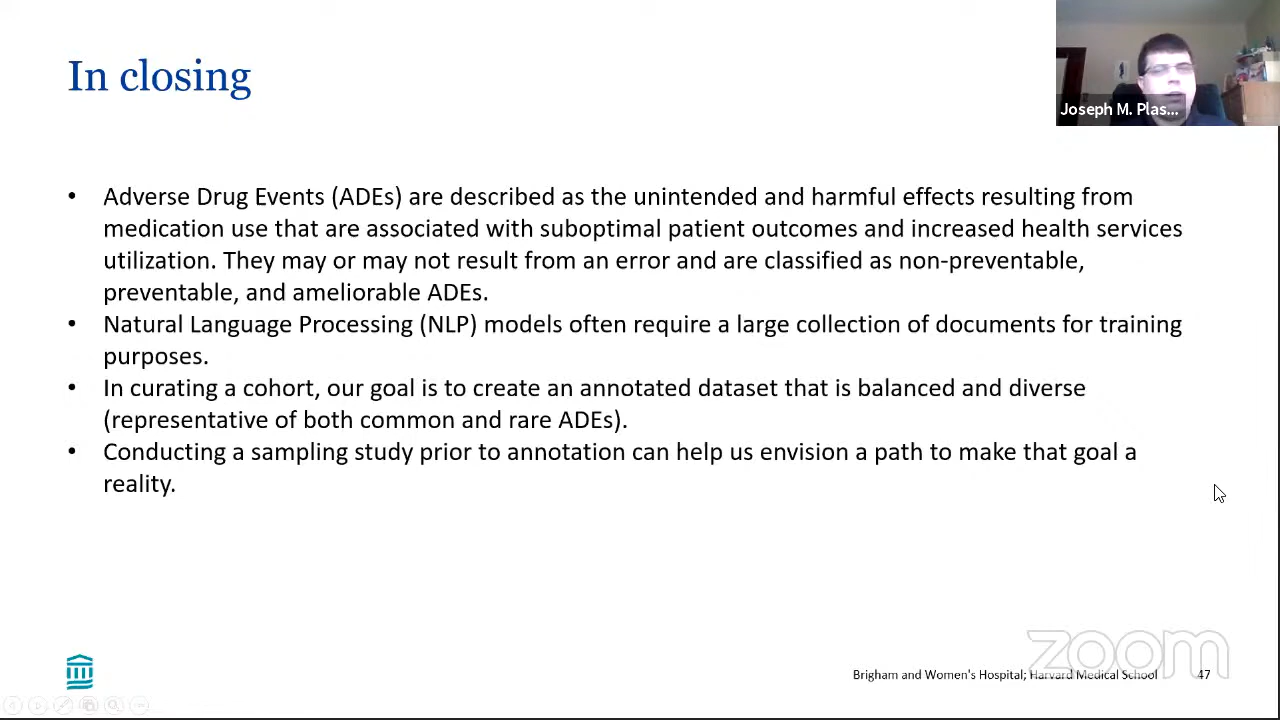 In closing
Joseph M. Plas...
• Adverse Drug Events (ADEs) are described as the unintended and harmful effects resulting from
medication use that are associated with suboptimal patient outcomes and increased health services
utilization. They may or may not result from an error and are classified as non-preventable,
preventable, and ameliorable ADEs.
• Natural Language Processing (NLP) models often require a large collection of documents for training
purposes.
• In curating a cohort, our goal is to create an annotated dataset that is balanced and diverse
(representative of both common and rare ADEs).
• Conducting a sampling study prior to annotation can help us envision a path to make that goal a
reality.
zoom
Brigham and Women's Hospital; Harvard Medical School 47